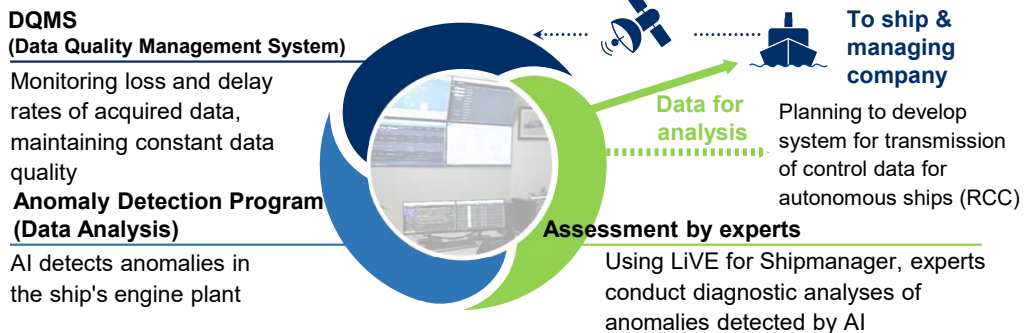 DQMS
(Data Quality Management System)
Monitoring loss and delay
rates of acquired data,
maintaining constant data
quality
Anomaly Detection Program
(Data Analysis)
AI detects anomalies in
the ship's engine plant
To ship &
managing
company
Data for
analysis
Planning to develop
system for transmission
of control data for
autonomous ships (RCC)
Assessment by experts
Using LiVE for Shipmanager, experts
conduct diagnostic analyses of
anomalies detected by AI